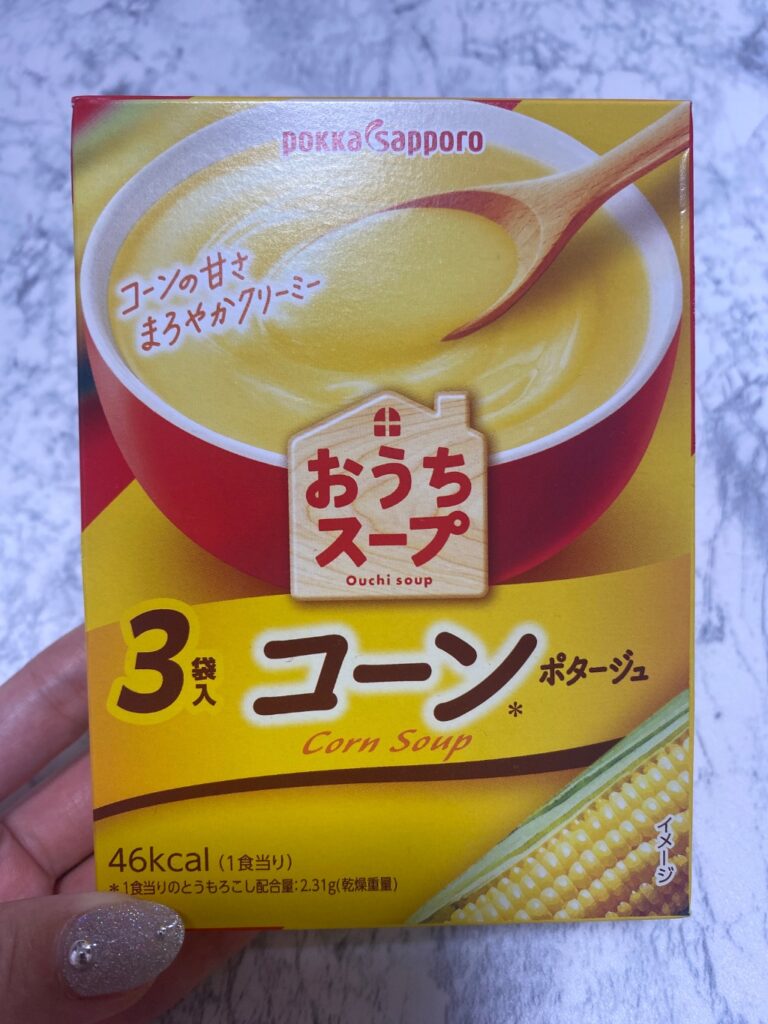 pokka sapporo
コーンの甘さ
まろやかクリーミー
おうち
スープ
Ouchi soup
3袋入
コーン*ポタージュ
Corn Soup
46kcal(1食当り)
*1食当りのとうもろこし配合量:2.31g(乾燥重量)
イメージ